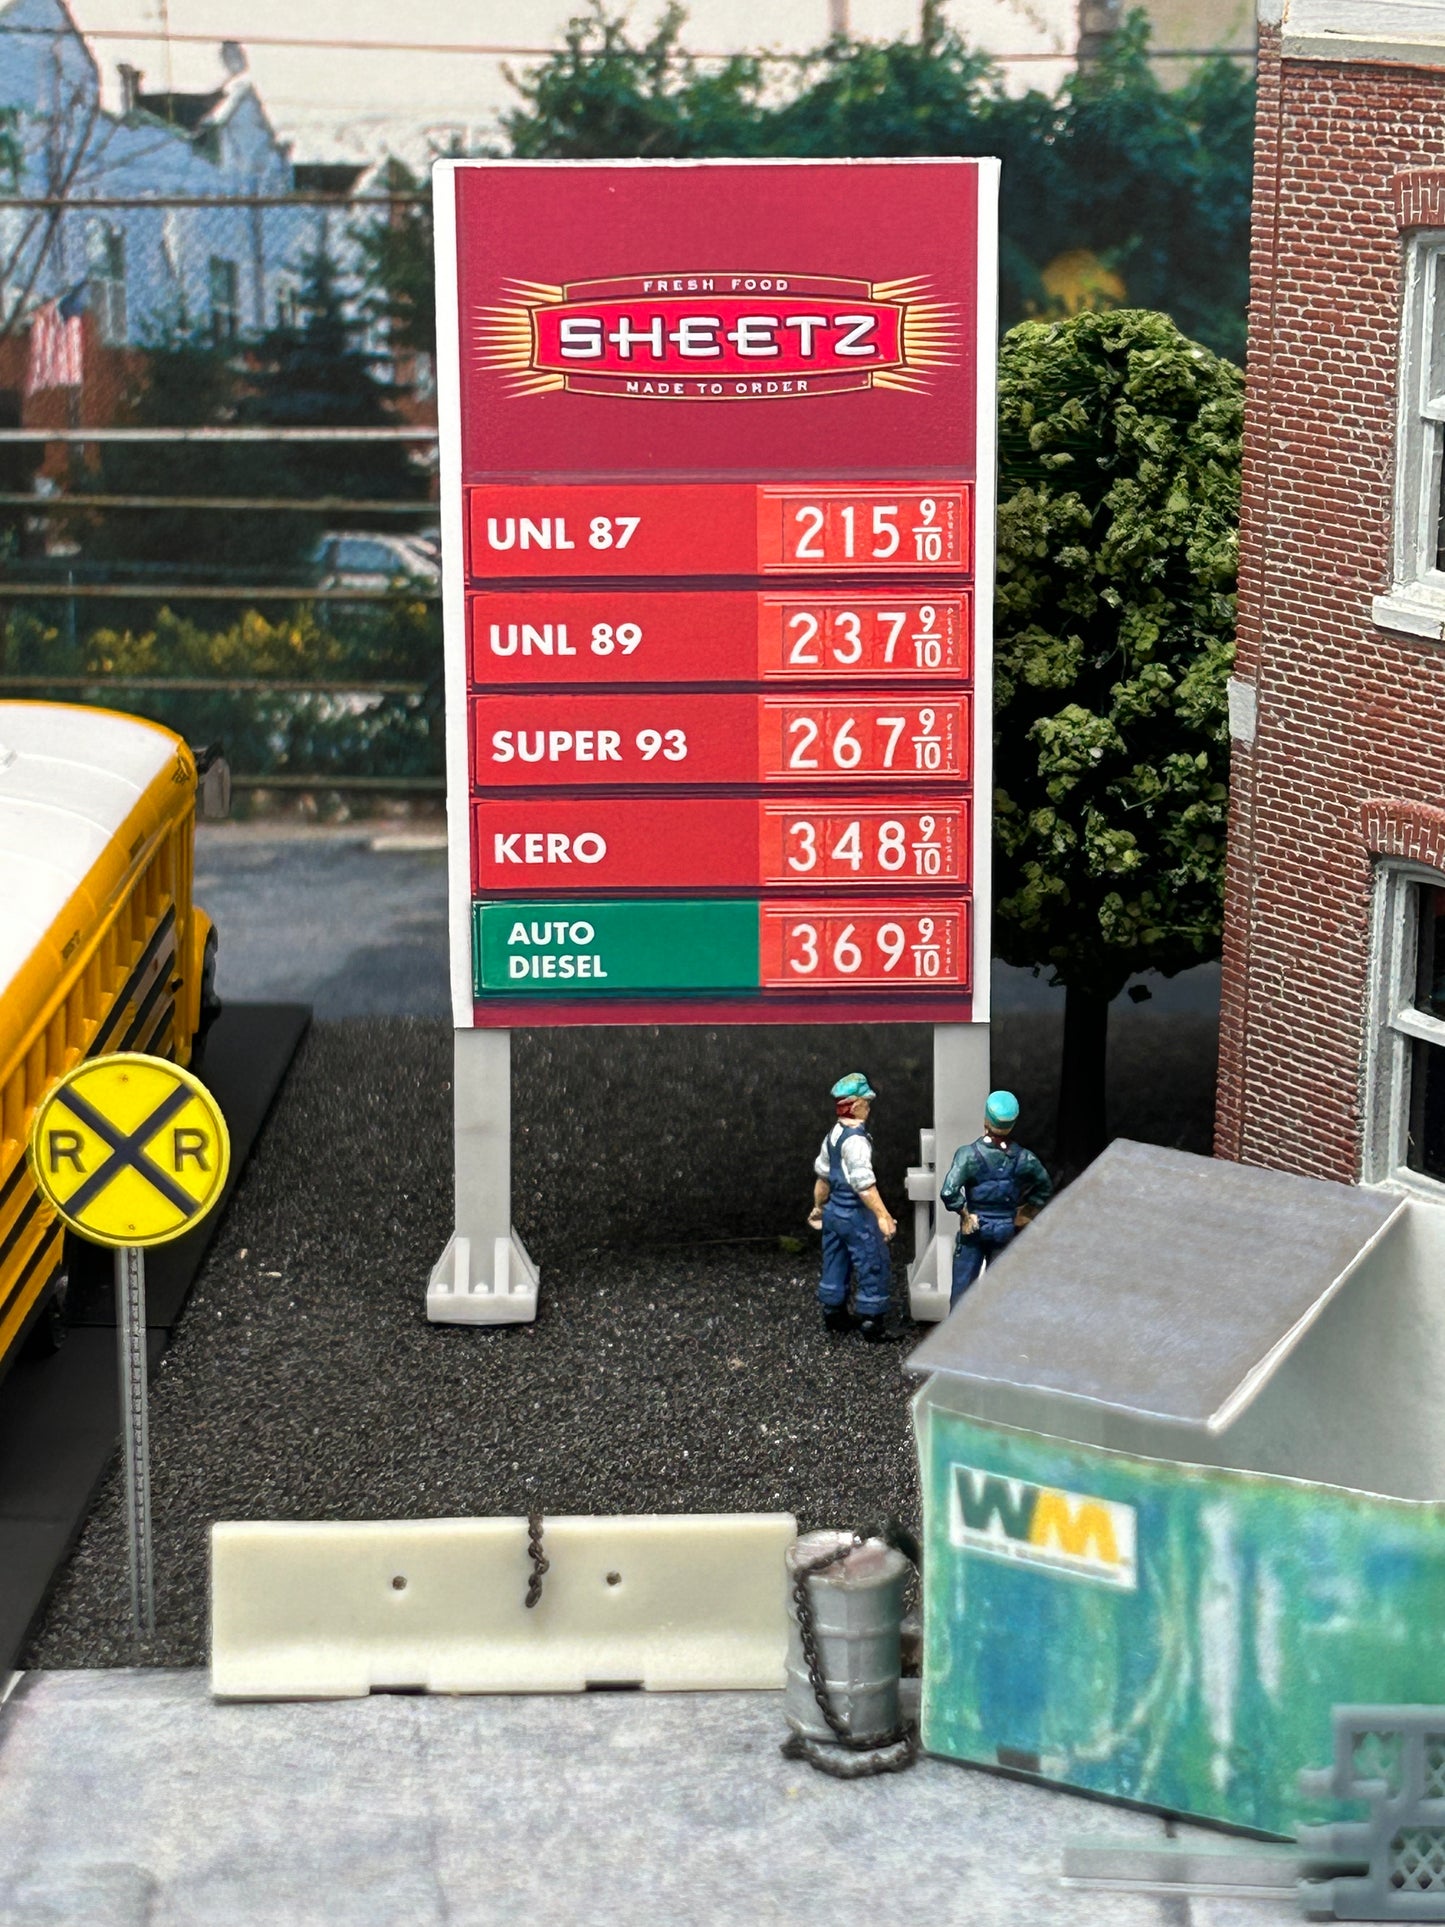 FRESH FOOD
SHEETZ
MADE TO ORDER
UNL 87 215 9/10
UNL 89 237 9/10
SUPER 93 267 9/10
KERO 348 9/10
AUTO
DIESEL 369 9/10
R R
WM